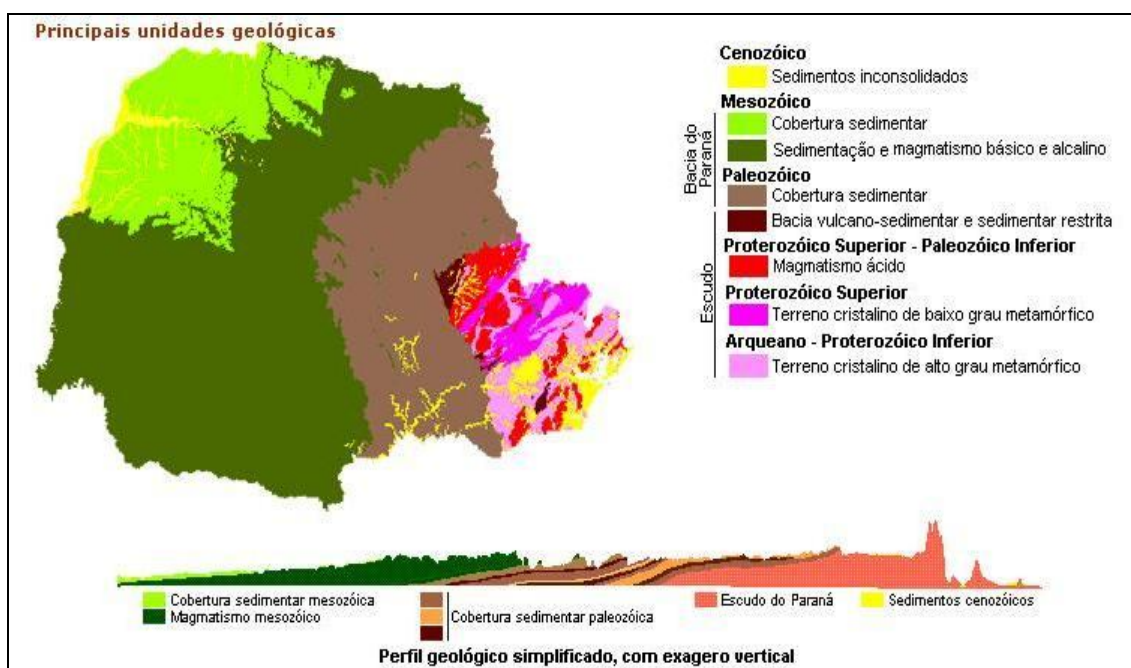 Principais unidades geológicas
Cenozóico
Sedimentos inconsolidados
Mesozóico
Cobertura sedimentar
Sedimentação e magmatismo básico e alcalino
Bacia do
Paraná
Paleozóico
Cobertura sedimentar
Bacia vulcano-sedimentar e sedimentar restrita
Escudo
Proterozóico Superior - Paleozóico Inferior
Magmatismo ácido
Proterozóico Superior
Terreno cristalino de baixo grau metamórfico
Arqueano - Proterozóico Inferior
Terreno cristalino de alto grau metamórfico
Cobertura sedimentar mesozóica
Magmatismo mesozóico
Cobertura sedimentar paleozóica
Escudo do Paraná
Sedimentos cenozóicos
Perfil geológico simplificado, com exagero vertical